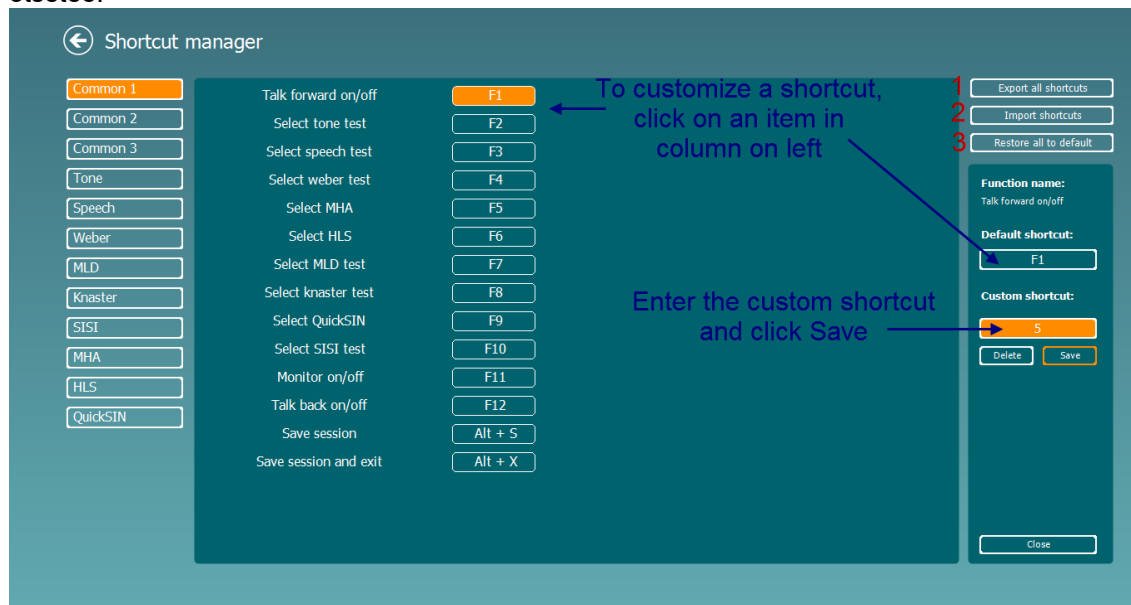 Shortcut manager
Common 1
Common 2
Common 3
Tone
Speech
Weber
MLD
Knaster
SISI
MHA
HLS
QuickSIN
Talk forward on/off F1
Select tone test F2
Select speech test F3
Select weber test F4
Select MHA F5
Select HLS F6
Select MLD test F7
Select knaster test F8
Select QuickSIN F9
Select SISI test F10
Monitor on/off F11
Talk back on/off F12
Save session Alt + S
Save session and exit Alt + X
To customize a shortcut,
click on an item in
column on left
Enter the custom shortcut
and click Save
1 Export all shortcuts
2 Import shortcuts
3 Restore all to default
Function name:
Talk forward on/off
Default shortcut:
F1
Custom shortcut:
5
Delete Save
Close